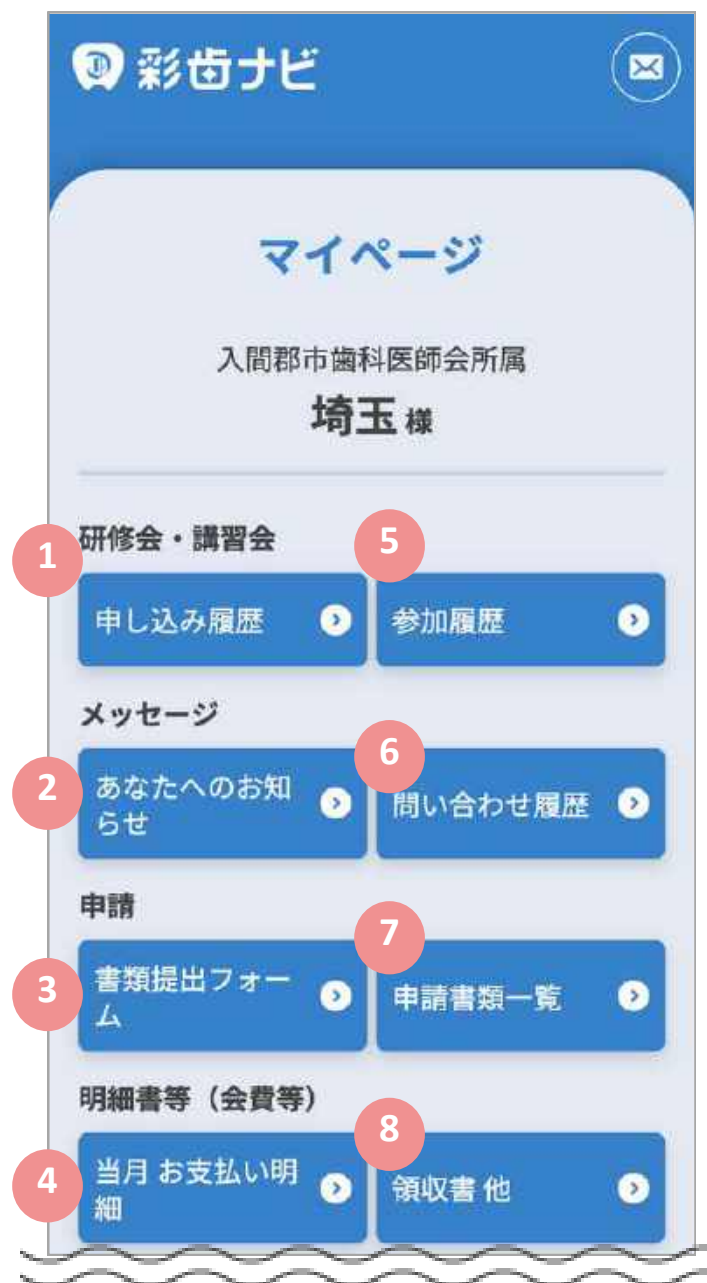 彩歯ナビ
マイページ
入間郡市歯科医師会所属
埼玉 様
研修会・講習会
1
申し込み履歴
5
参加履歴
メッセージ
2
あなたへのお知
らせ
6
問い合わせ履歴
申請
3
書類提出フォー
ム
7
申請書類一覧
明細書等（会費等）
4
当月 お支払い明
細
8
領収書 他